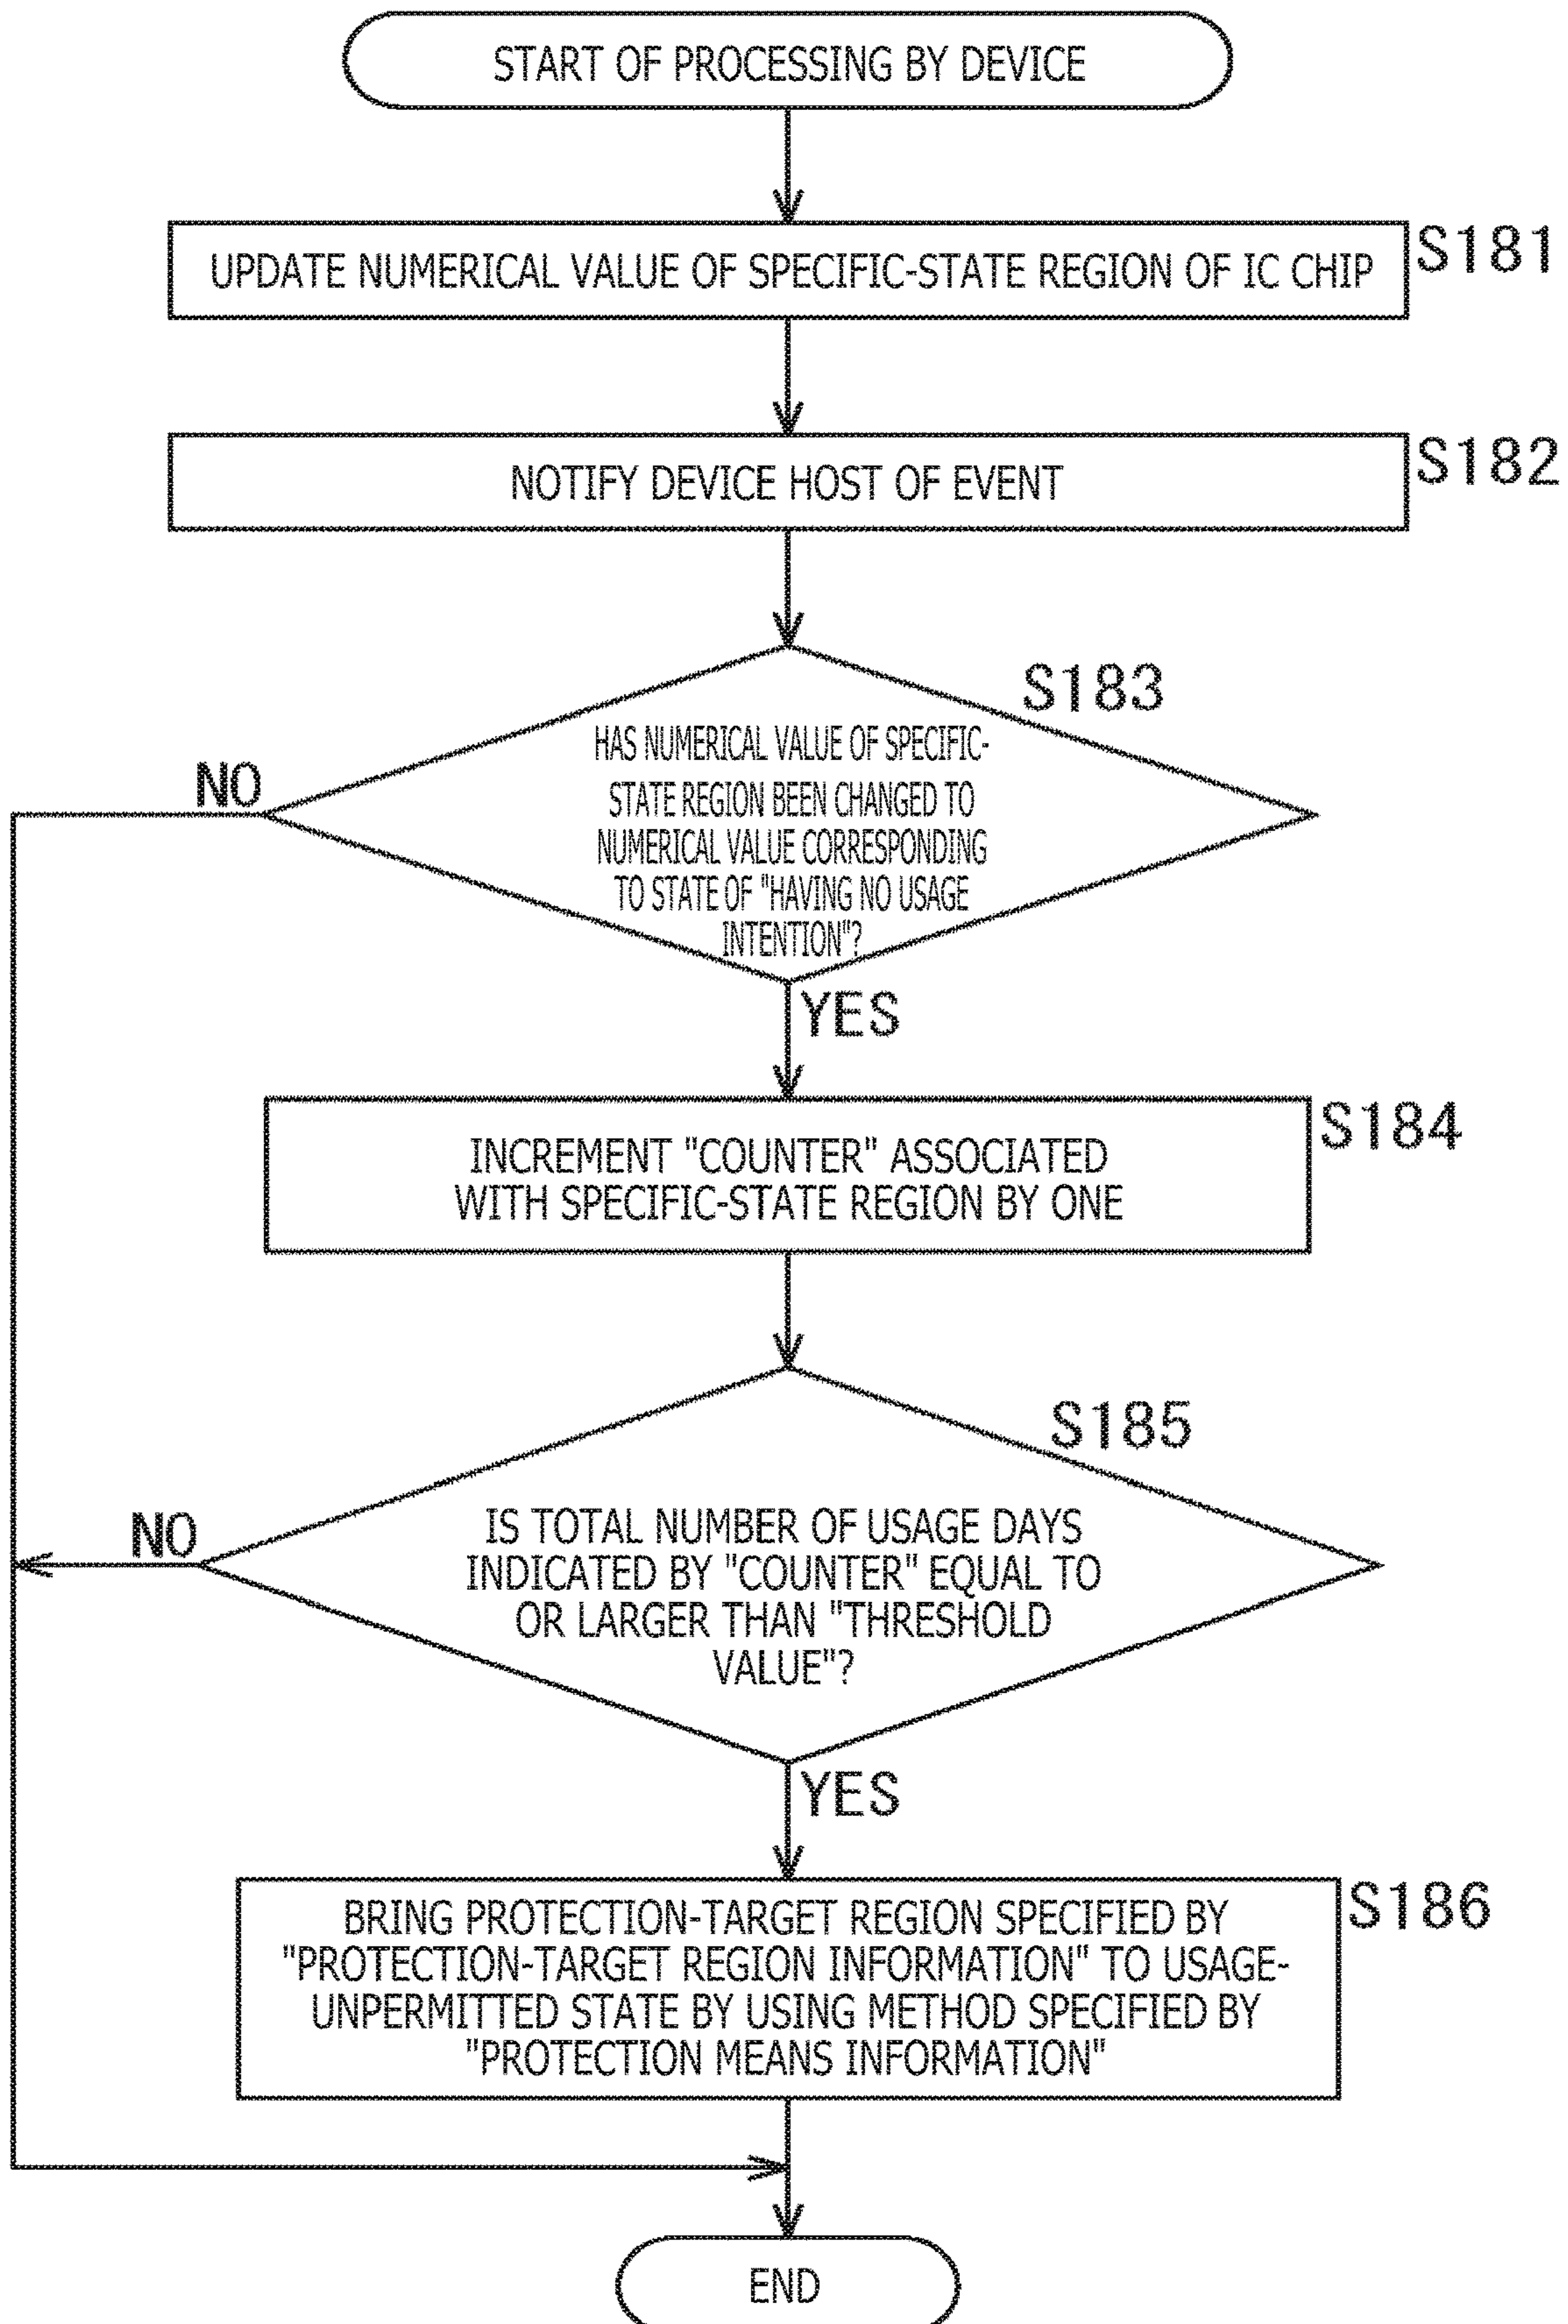 START OF PROCESSING BY DEVICE
UPDATE NUMERICAL VALUE OF SPECIFIC-STATE REGION OF IC CHIP
S181
NOTIFY DEVICE HOST OF EVENT
S182
S183
HAS NUMERICAL VALUE OF SPECIFIC-
STATE REGION BEEN CHANGED TO
NUMERICAL VALUE CORRESPONDING
TO STATE OF "HAVING NO USAGE
INTENTION"?
NO
YES
S184
INCREMENT "COUNTER" ASSOCIATED
WITH SPECIFIC-STATE REGION BY ONE
S185
IS TOTAL NUMBER OF USAGE DAYS
INDICATED BY "COUNTER" EQUAL TO
OR LARGER THAN "THRESHOLD
VALUE"?
NO
YES
S186
BRING PROTECTION-TARGET REGION SPECIFIED BY
"PROTECTION-TARGET REGION INFORMATION" TO USAGE-
UNPERMITTED STATE BY USING METHOD SPECIFIED BY
"PROTECTION MEANS INFORMATION"
END